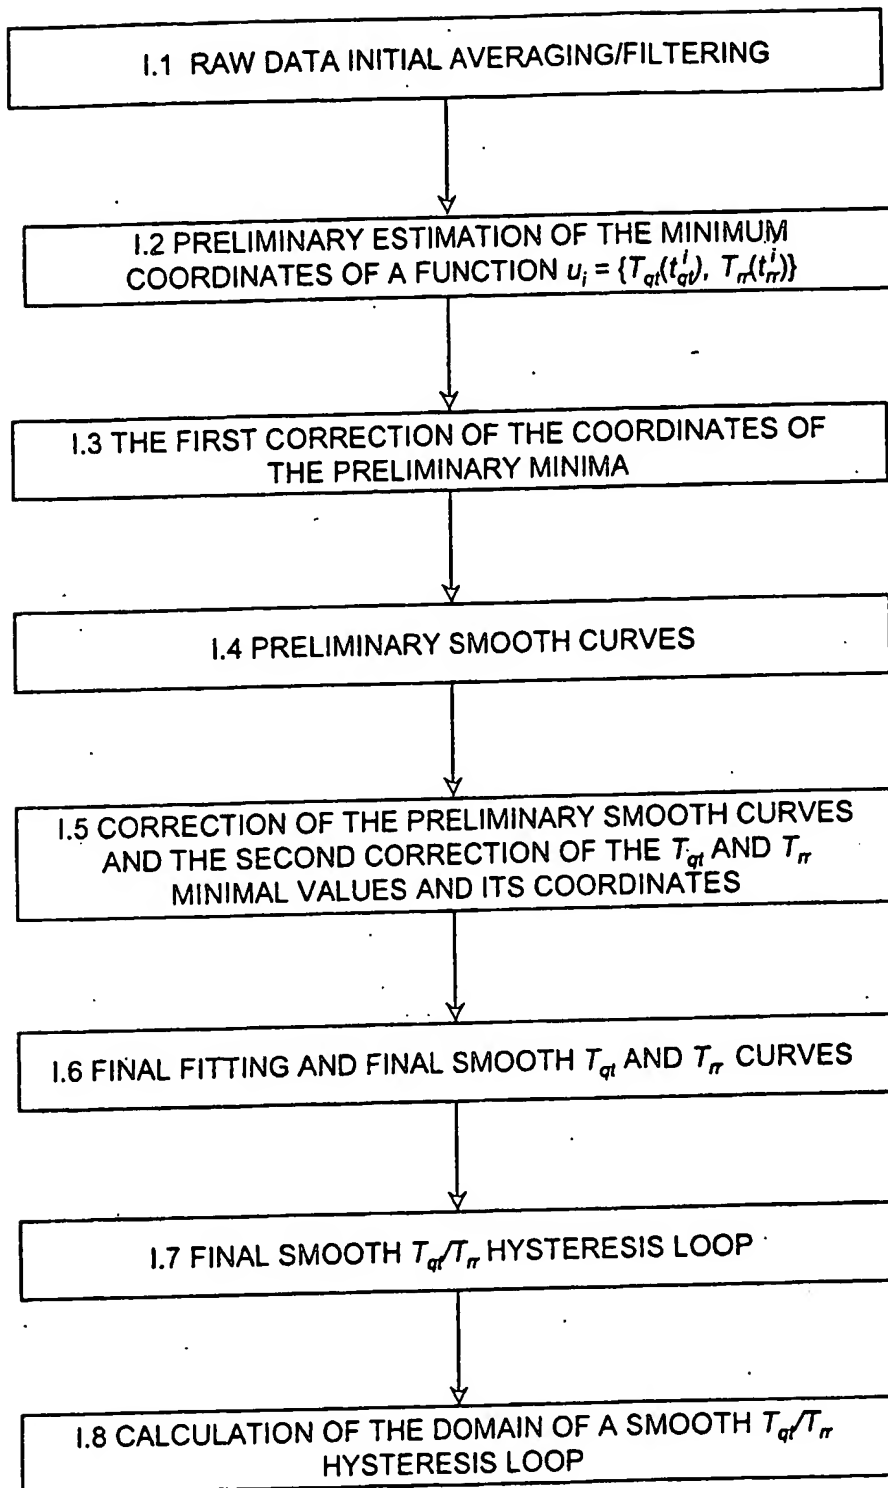 I.1 RAW DATA INITIAL AVERAGING/FILTERING
I.2 PRELIMINARY ESTIMATION OF THE MINIMUM
COORDINATES OF A FUNCTION u_i = {T_qt(t^i_qt), T_rr(t^i_rr)}
I.3 THE FIRST CORRECTION OF THE COORDINATES OF
THE PRELIMINARY MINIMA
I.4 PRELIMINARY SMOOTH CURVES
I.5 CORRECTION OF THE PRELIMINARY SMOOTH CURVES
AND THE SECOND CORRECTION OF THE T_qt AND T_rr
MINIMAL VALUES AND ITS COORDINATES
I.6 FINAL FITTING AND FINAL SMOOTH T_qt AND T_rr CURVES
I.7 FINAL SMOOTH T_qt/T_rr HYSTERESIS LOOP
I.8 CALCULATION OF THE DOMAIN OF A SMOOTH T_qt/T_rr
HYSTERESIS LOOP